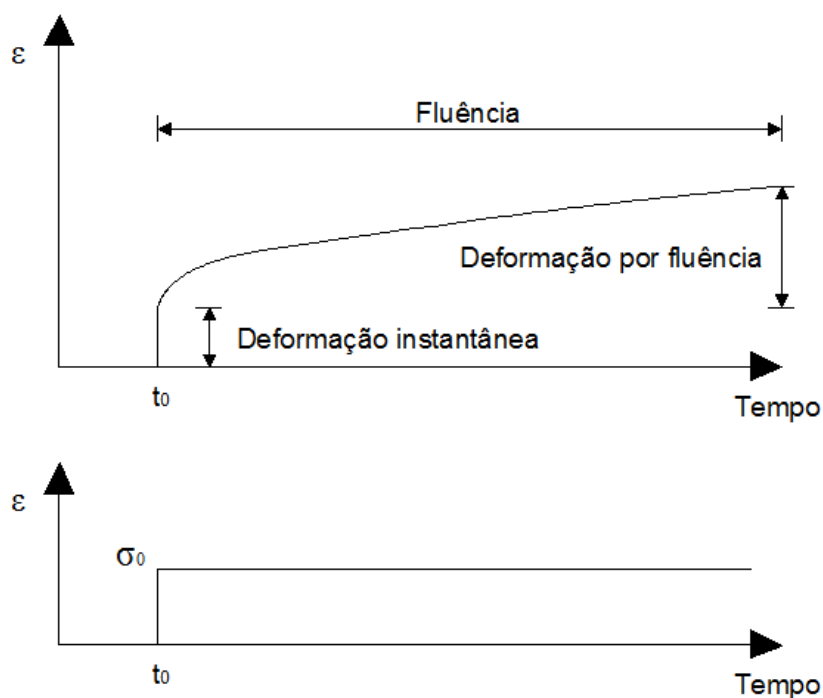 ε
Fluência
Deformação por fluência
Deformação instantânea
t0
Tempo
ε
σ0
t0
Tempo